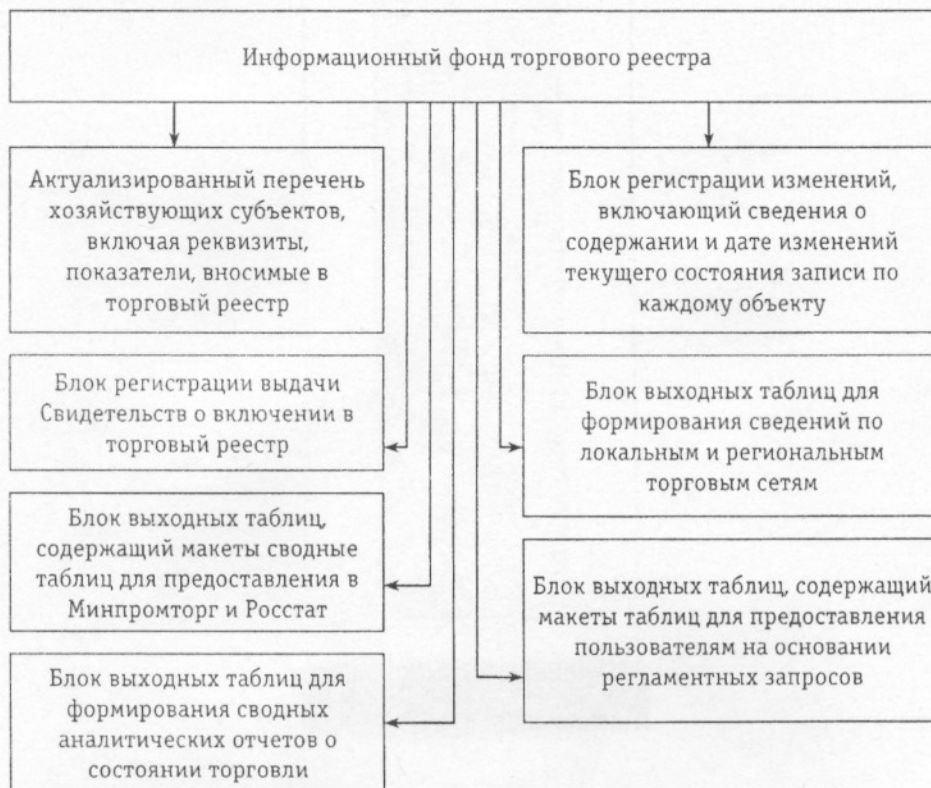 Информационный фонд торгового реестра
Актуализированный перечень
хозяйствующих субъектов,
включая реквизиты,
показатели, вносимые в
торговый реестр
Блок регистрации выдачи
Свидетельств о включении в
торговый реестр
Блок выходных таблиц,
содержащий макеты сводные
таблиц для предоставления в
Минпромторг и Росстат
Блок выходных таблиц для
формирования сводных
аналитических отчетов о
состоянии торговли
Блок регистрации изменений,
включающий сведения о
содержании и дате изменений
текущего состояния записи по
каждому объекту
Блок выходных таблиц для
формирования сведений по
локальным и региональным
торговым сетям
Блок выходных таблиц, содержащий
макеты таблиц для предоставления
пользователям на основании
регламентных запросов